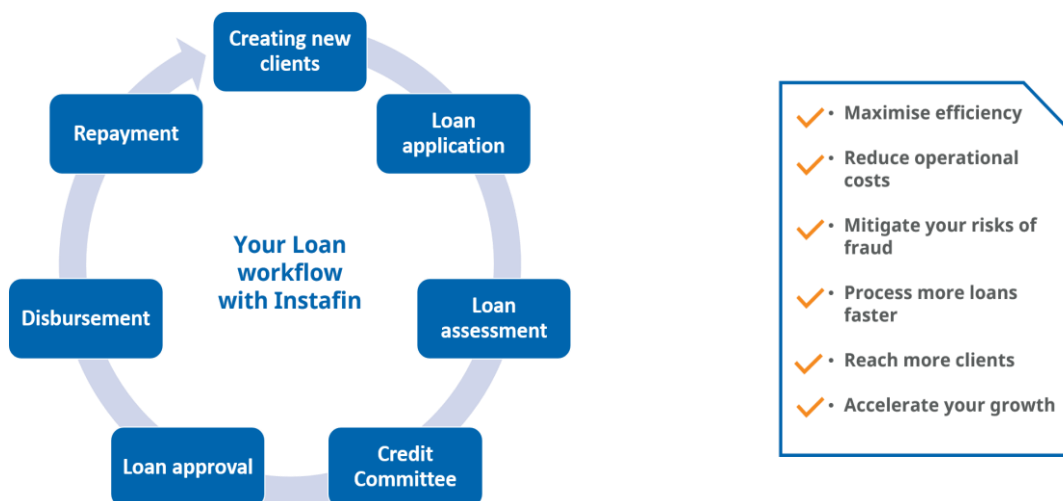 Creating new
clients
Loan
application
Loan
assessment
Credit
Committee
Loan approval
Disbursement
Repayment
Your Loan
workflow
with Instafin
• Maximise efficiency
• Reduce operational
costs
• Mitigate your risks of
fraud
• Process more loans
faster
• Reach more clients
• Accelerate your growth